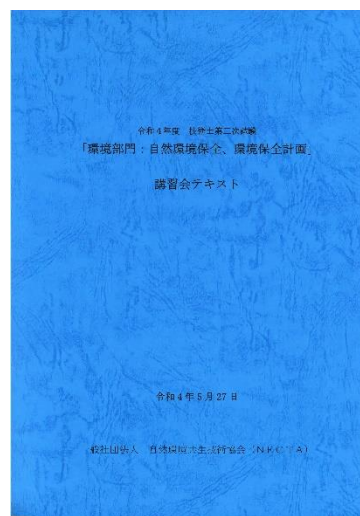 令和4年度　技術士第二次試験
「環境部門：自然環境保全、環境保全計画」
講習会テキスト
令和4年5月27日
一般社団法人　自然環境共生技術協会（NECTA）